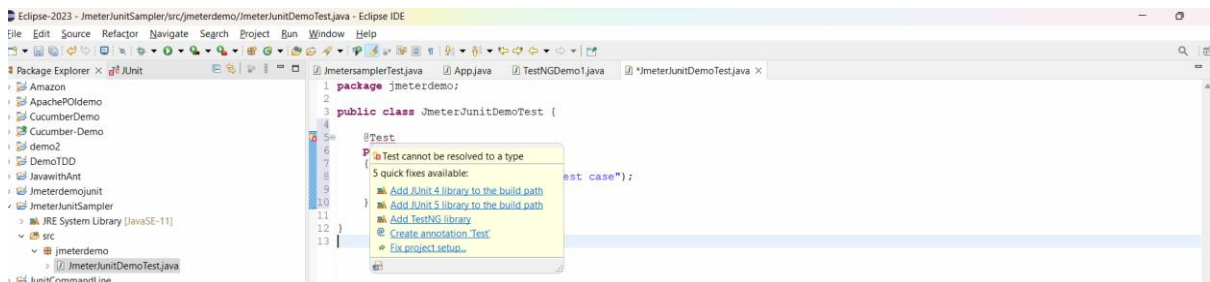 Eclipse-2023 - JmeterJunitSampler/src/jmeterdemo/JmeterJunitDemoTest.java - Eclipse IDE
File Edit Source Refactor Navigate Search Project Run Window Help
Package Explorer × JUnit
JmetersamplerTest.java App.java TestNGDemo1.java *JmeterJunitDemoTest.java ×
Amazon
ApachePOIdemo
CucumberDemo
Cucumber-Demo
demo2
DemoTDD
JavawithAnt
Jmeterdemojunit
JmeterJunitSampler
JRE System Library [JavaSE-11]
src
jmeterdemo
JmeterJunitDemoTest.java
JunitCommandLine
1 package jmeterdemo;
2
3 public class JmeterJunitDemoTest {
4
5 @Test
6 p
7 {
8 est case");
9
10 }
11
12 }
13
Test cannot be resolved to a type
5 quick fixes available:
Add JUnit 4 library to the build path
Add JUnit 5 library to the build path
Add TestNG library
Create annotation 'Test'
Fix project setup...